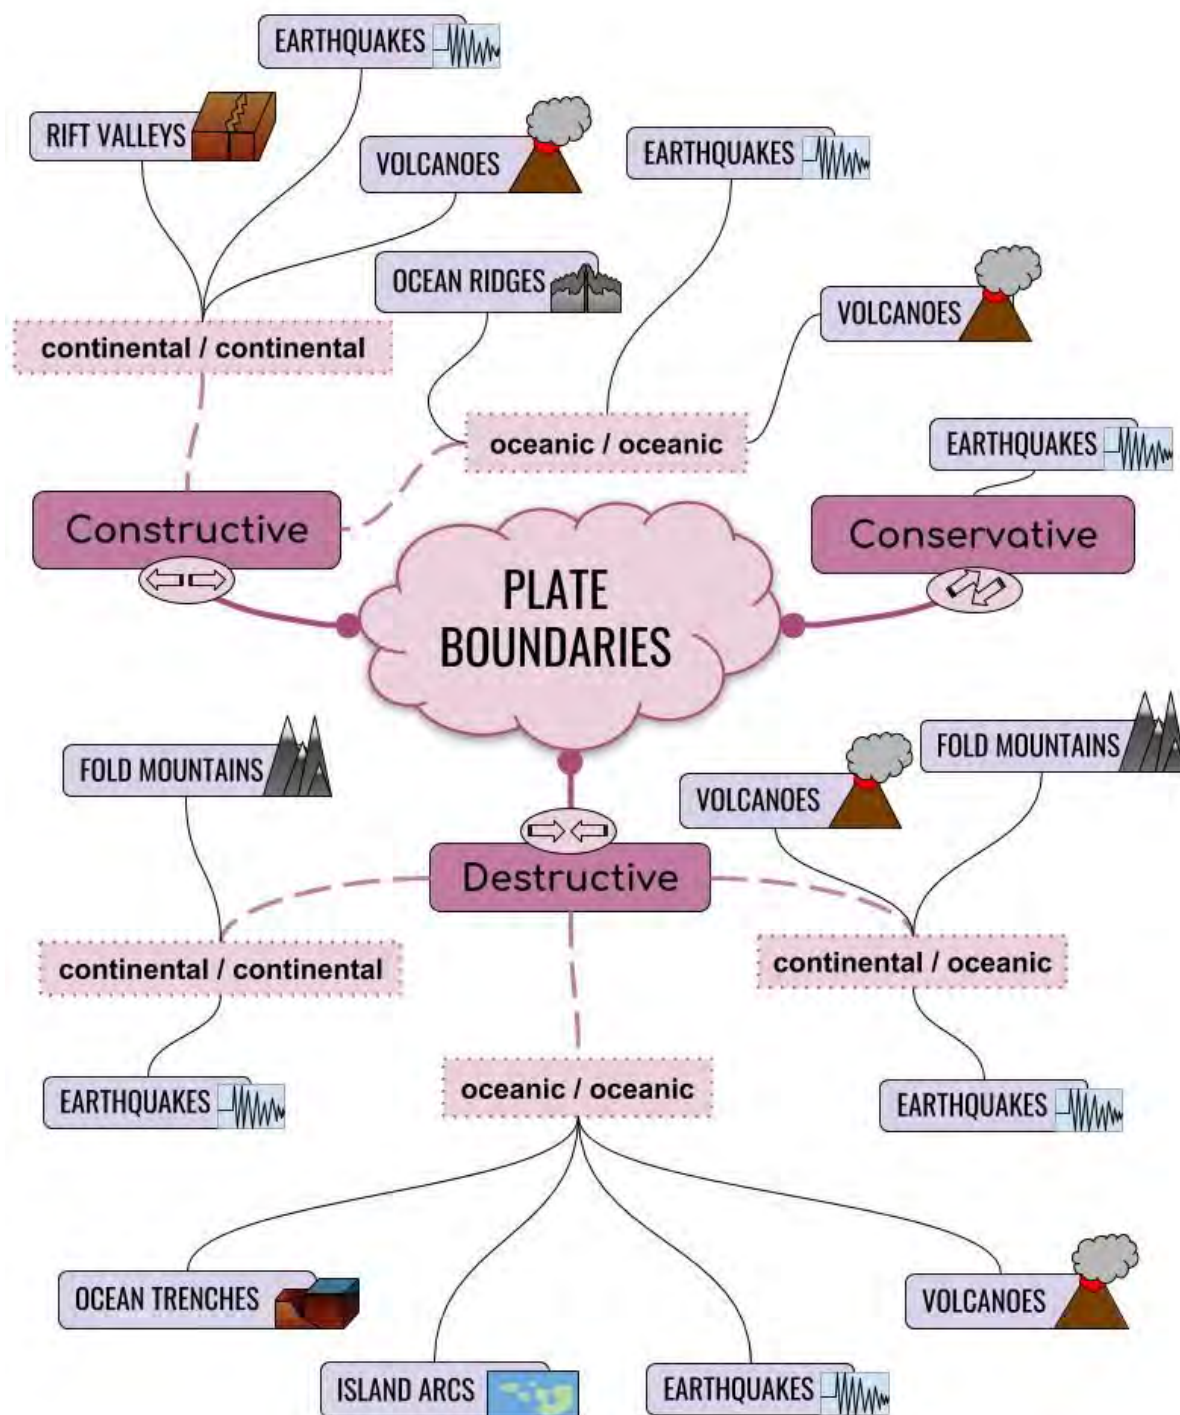 EARTHQUAKES
RIFT VALLEYS
VOLCANOES
EARTHQUAKES
OCEAN RIDGES
VOLCANOES
continental / continental
oceanic / oceanic
EARTHQUAKES
Constructive
Conservative
PLATE
BOUNDARIES
FOLD MOUNTAINS
FOLD MOUNTAINS
VOLCANOES
Destructive
continental / continental
continental / oceanic
EARTHQUAKES
oceanic / oceanic
EARTHQUAKES
OCEAN TRENCHES
VOLCANOES
ISLAND ARCS
EARTHQUAKES